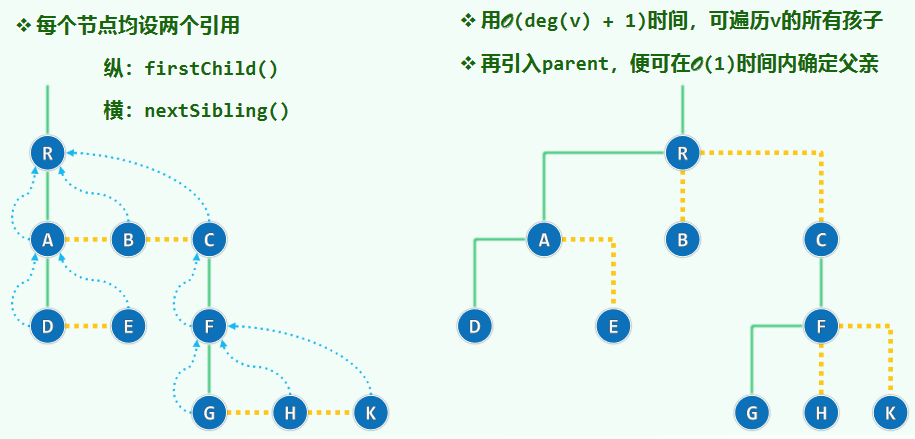 ❖ 每个节点均设两个引用
纵：firstChild()
横：nextSibling()
❖ 用O(deg(v) + 1)时间，可遍历v的所有孩子
❖ 再引入parent，便可在O(1)时间内确定父亲
R
A B C
D E
F
G H K
R
A B C
D E F
G H K